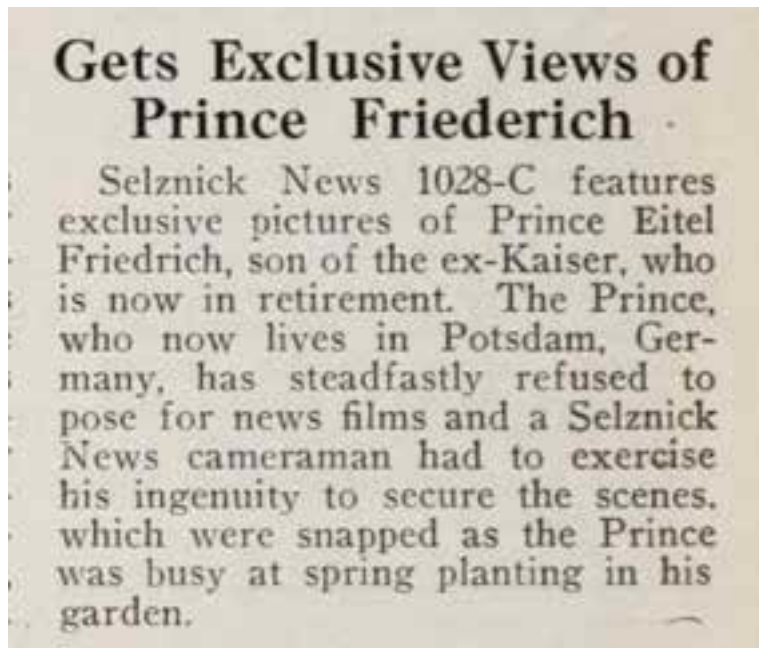 Gets Exclusive Views of
Prince Friederich
Selznick News 1028-C features
exclusive pictures of Prince Eitel
Friedrich, son of the ex-Kaiser, who
is now in retirement. The Prince,
who now lives in Potsdam, Ger-
many, has steadfastly refused to
pose for news films and a Selznick
News cameraman had to exercise
his ingenuity to secure the scenes,
which were snapped as the Prince
was busy at spring planting in his
garden.